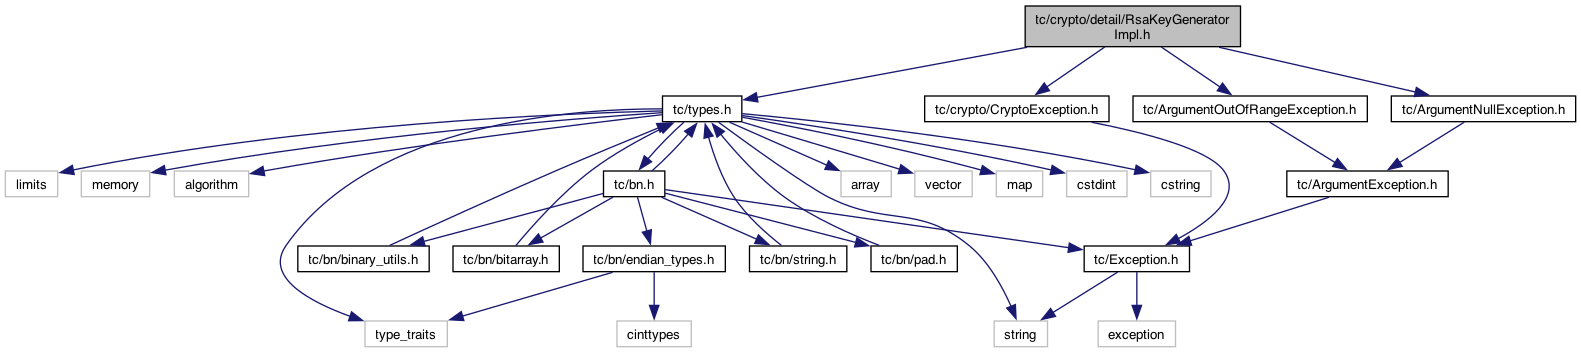 tc/crypto/detail/RsaKeyGenerator
Impl.h
tc/types.h
tc/crypto/CryptoException.h
tc/ArgumentOutOfRangeException.h
tc/ArgumentNullException.h
limits
memory
algorithm
tc/bn.h
array
vector
map
cstdint
cstring
tc/ArgumentException.h
tc/bn/binary_utils.h
tc/bn/bitarray.h
tc/bn/endian_types.h
tc/bn/string.h
tc/bn/pad.h
tc/Exception.h
type_traits
cinttypes
string
exception